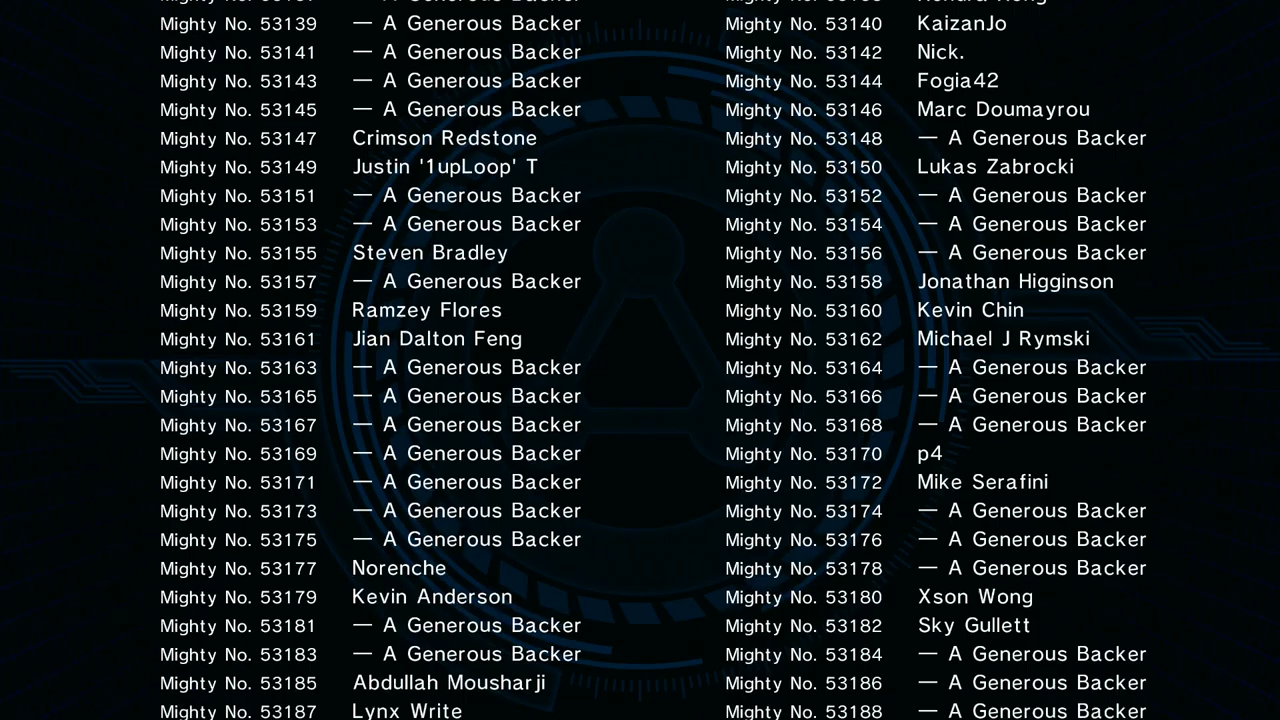 Mighty No. 53139 — A Generous Backer Mighty No. 53140 KaizanJo
Mighty No. 53141 — A Generous Backer Mighty No. 53142 Nick.
Mighty No. 53143 — A Generous Backer Mighty No. 53144 Fogia42
Mighty No. 53145 — A Generous Backer Mighty No. 53146 Marc Doumayrou
Mighty No. 53147 Crimson Redstone Mighty No. 53148 — A Generous Backer
Mighty No. 53149 Justin '1upLoop' T Mighty No. 53150 Lukas Zabrocki
Mighty No. 53151 — A Generous Backer Mighty No. 53152 — A Generous Backer
Mighty No. 53153 — A Generous Backer Mighty No. 53154 — A Generous Backer
Mighty No. 53155 Steven Bradley Mighty No. 53156 — A Generous Backer
Mighty No. 53157 — A Generous Backer Mighty No. 53158 Jonathan Higginson
Mighty No. 53159 Ramzey Flores Mighty No. 53160 Kevin Chin
Mighty No. 53161 Jian Dalton Feng Mighty No. 53162 Michael J Rymski
Mighty No. 53163 — A Generous Backer Mighty No. 53164 — A Generous Backer
Mighty No. 53165 — A Generous Backer Mighty No. 53166 — A Generous Backer
Mighty No. 53167 — A Generous Backer Mighty No. 53168 — A Generous Backer
Mighty No. 53169 — A Generous Backer Mighty No. 53170 p4
Mighty No. 53171 — A Generous Backer Mighty No. 53172 Mike Serafini
Mighty No. 53173 — A Generous Backer Mighty No. 53174 — A Generous Backer
Mighty No. 53175 — A Generous Backer Mighty No. 53176 — A Generous Backer
Mighty No. 53177 Norenche Mighty No. 53178 — A Generous Backer
Mighty No. 53179 Kevin Anderson Mighty No. 53180 Xson Wong
Mighty No. 53181 — A Generous Backer Mighty No. 53182 Sky Gullett
Mighty No. 53183 — A Generous Backer Mighty No. 53184 — A Generous Backer
Mighty No. 53185 Abdullah Mousharji Mighty No. 53186 — A Generous Backer
Mighty No. 53187 Lynx Write Mighty No. 53188 — A Generous Backer